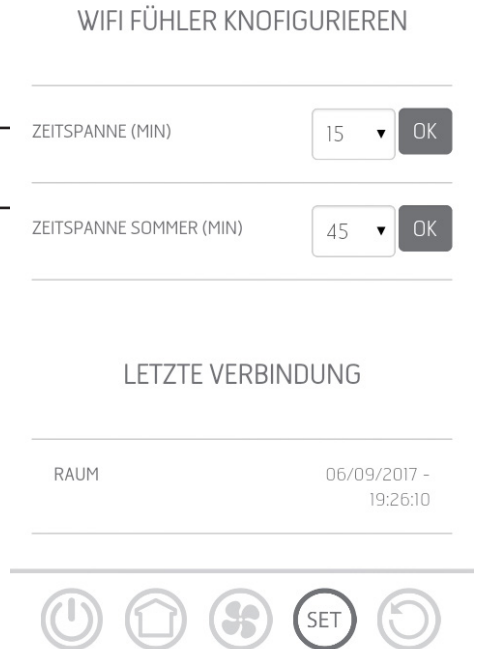 WIFI FÜHLER KNOFIGURIEREN
ZEITSPANNE (MIN) 15 OK
ZEITSPANNE SOMMER (MIN) 45 OK
LETZTE VERBINDUNG
RAUM 06/09/2017 -
19:26:10
SET